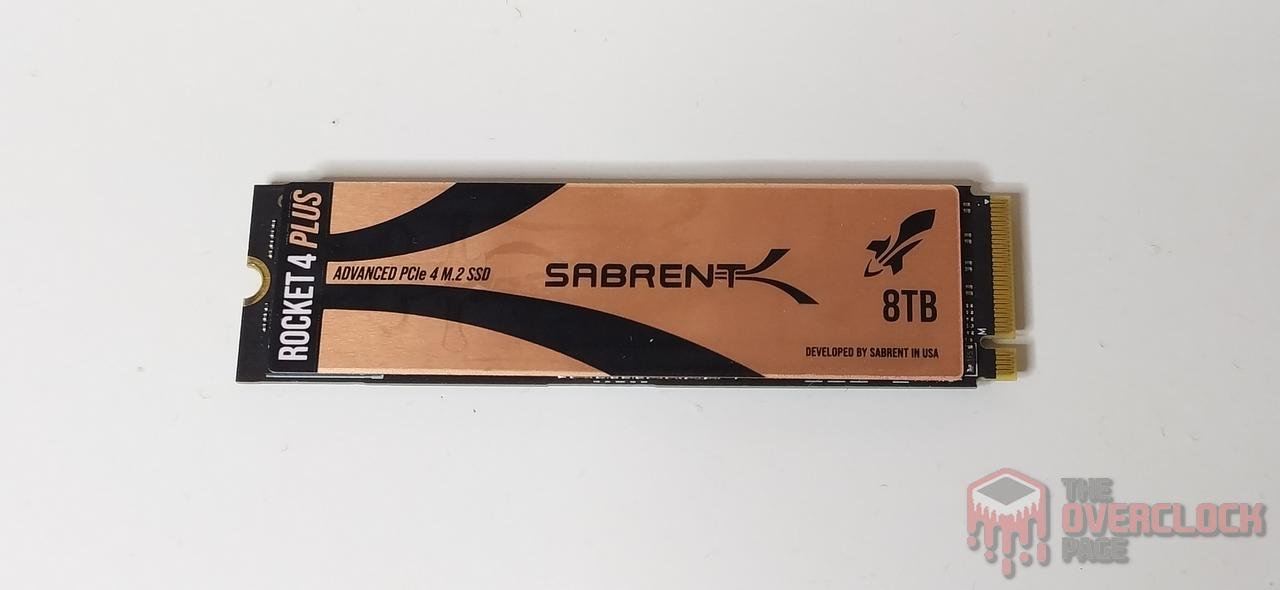 ROCKET 4 PLUS
ADVANCED PCIe 4 M.2 SSD
SABRENT
8TB
DEVELOPED BY SABRENT IN USA
M
THE
OVERCLOCK
PAGE